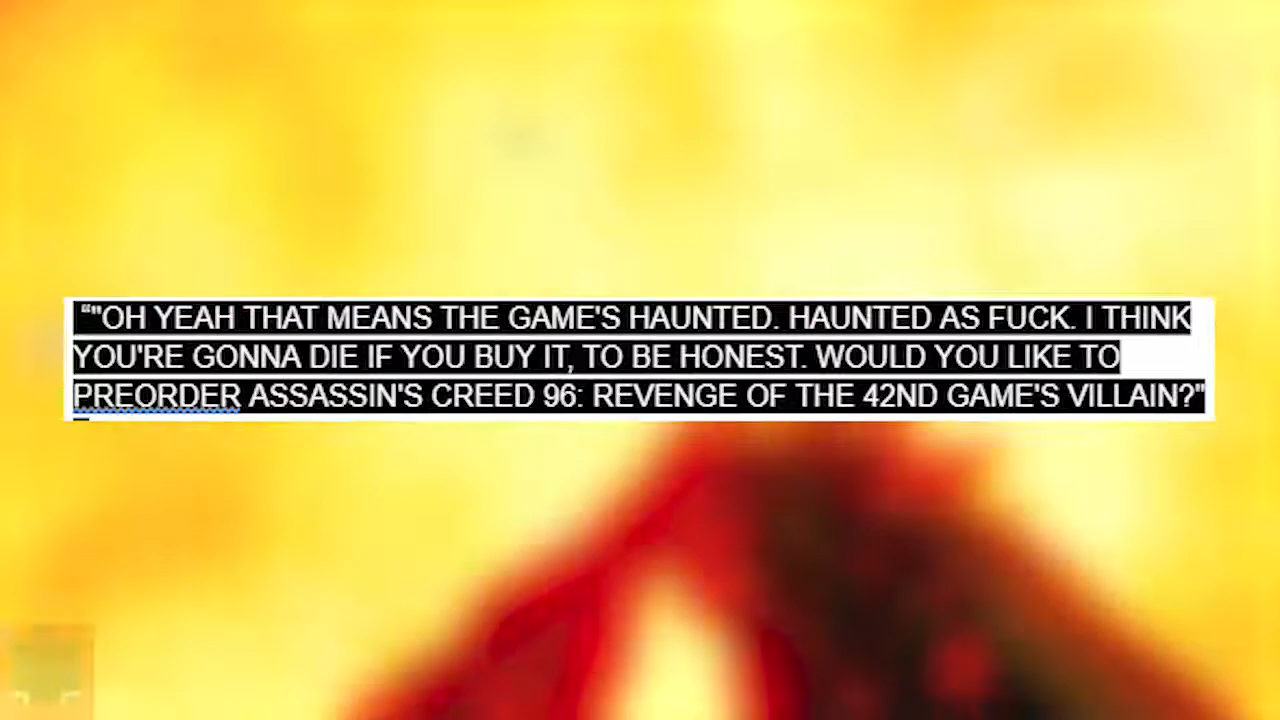 “"OH YEAH THAT MEANS THE GAME'S HAUNTED. HAUNTED AS FUCK. I THINK
YOU'RE GONNA DIE IF YOU BUY IT, TO BE HONEST. WOULD YOU LIKE TO
PREORDER ASSASSIN'S CREED 96: REVENGE OF THE 42ND GAME'S VILLAIN?"